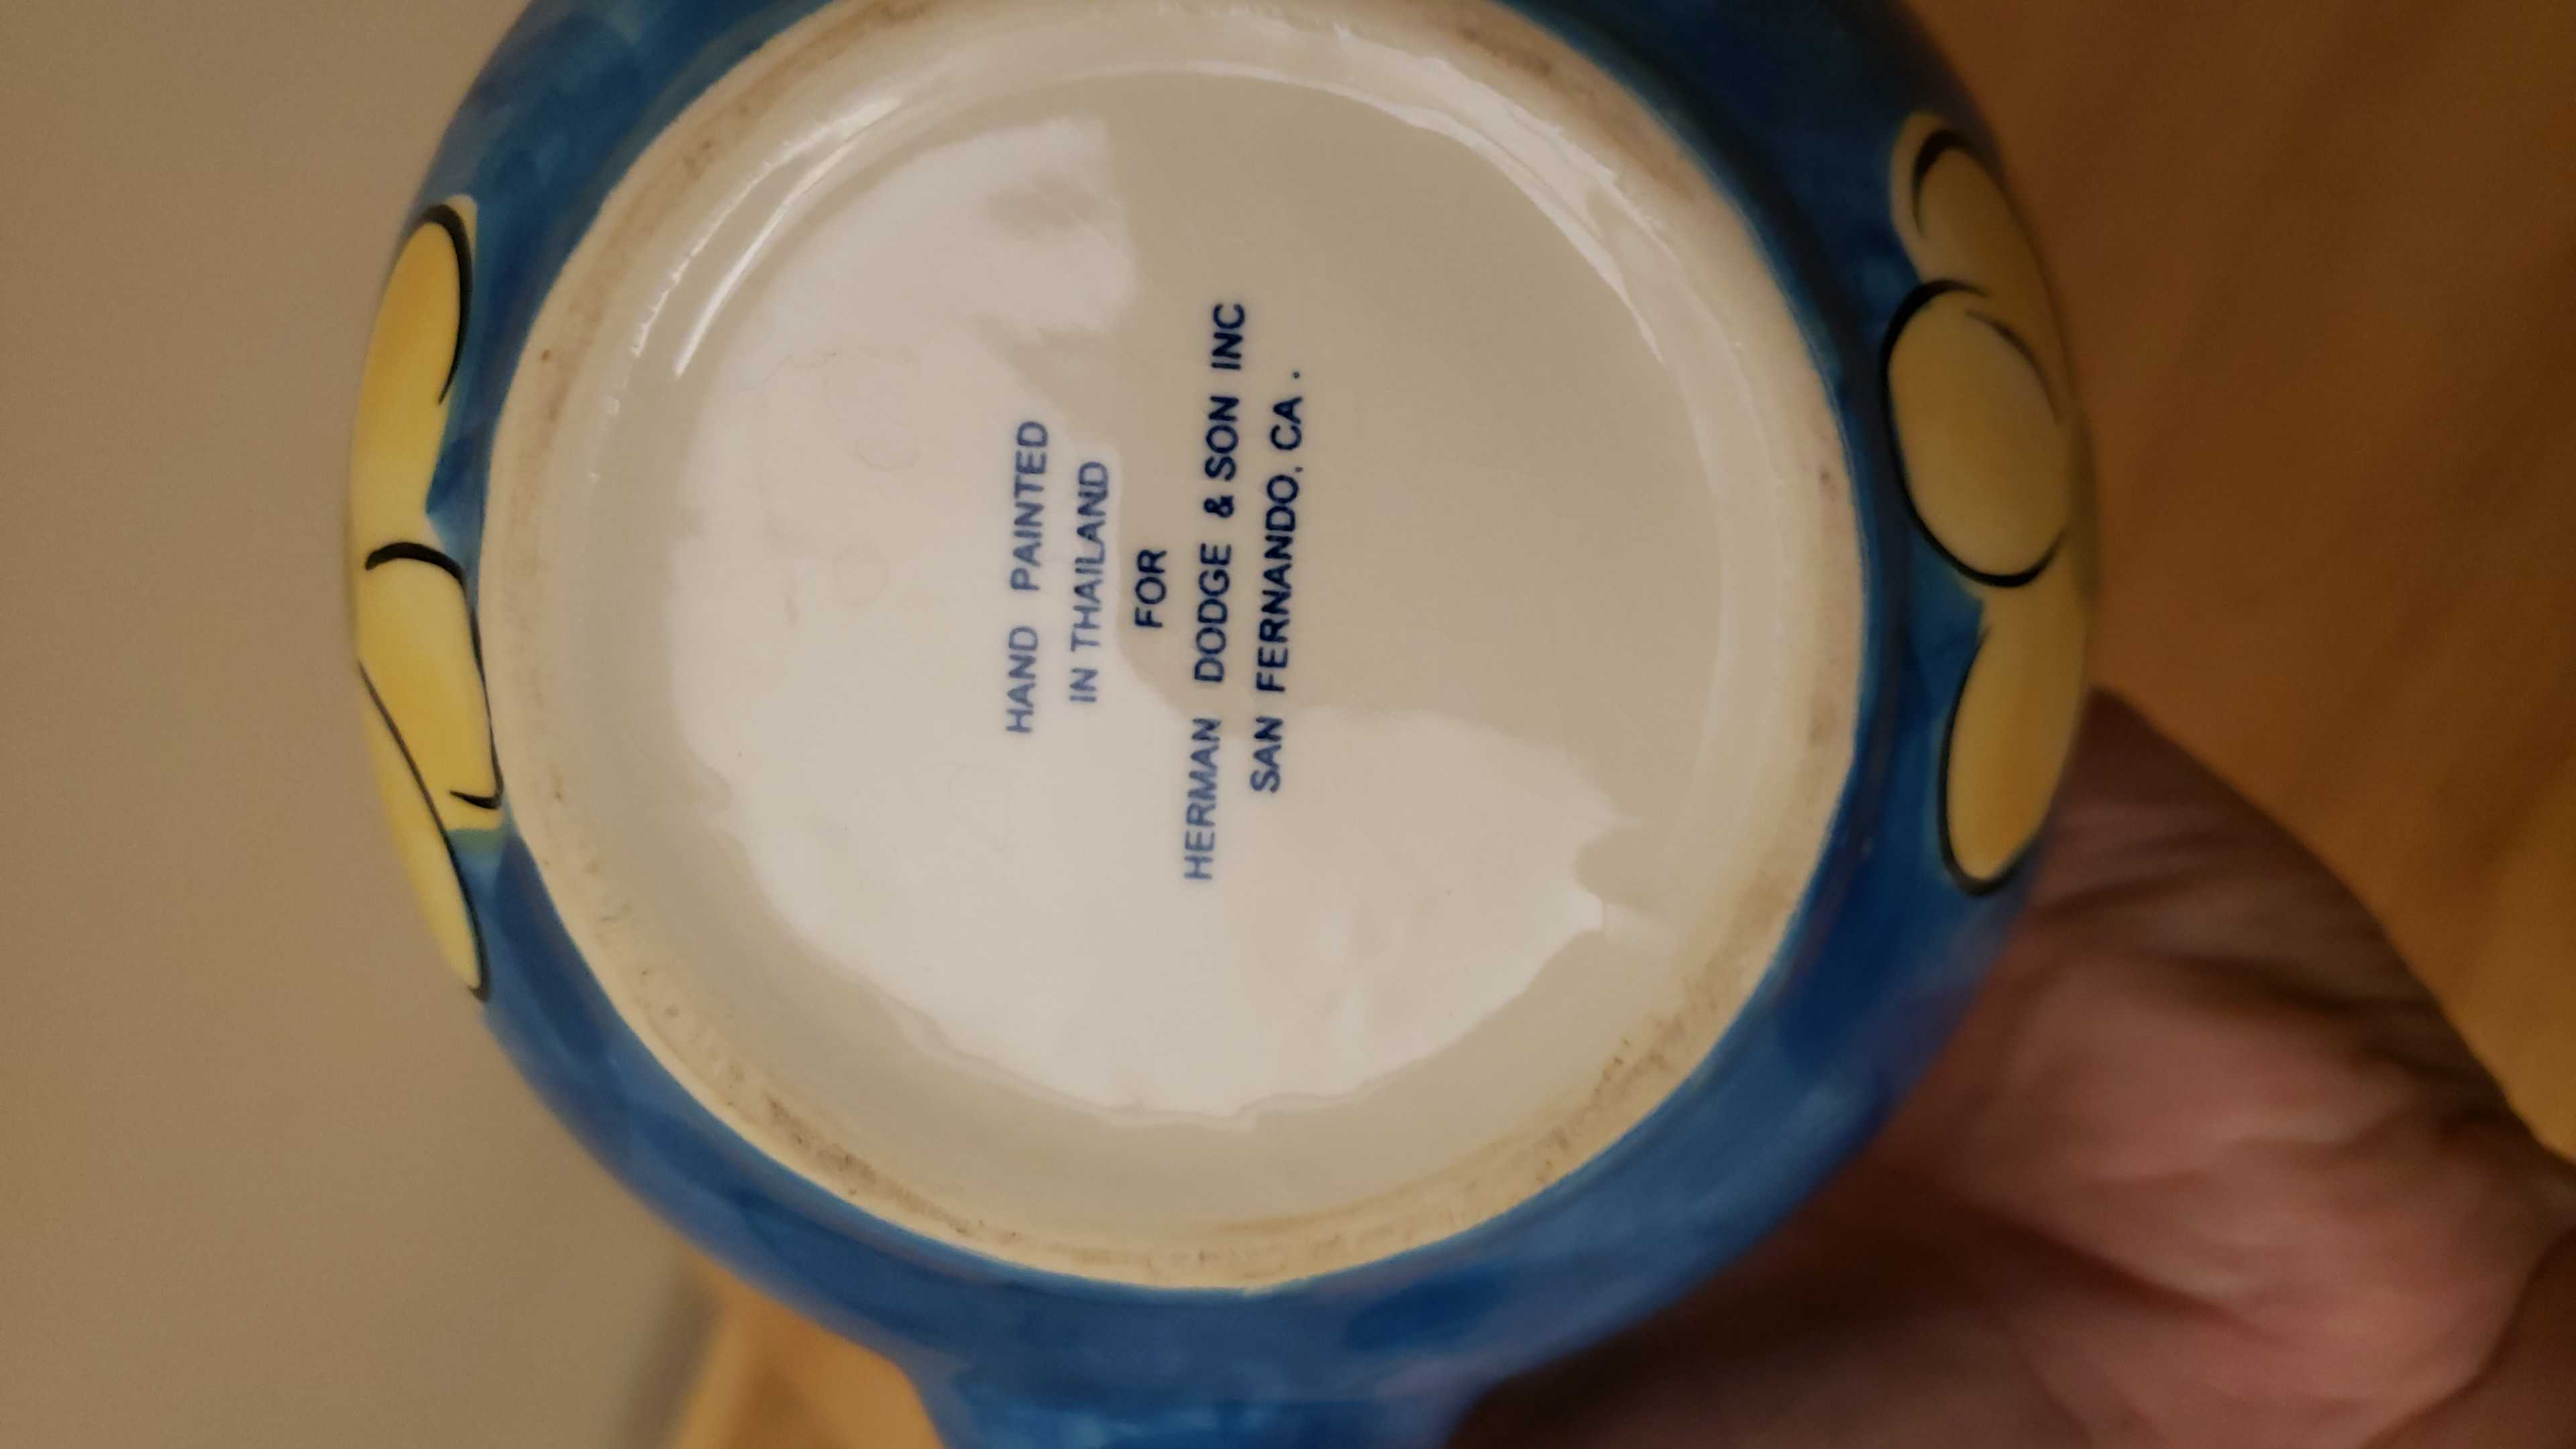 HAND PAINTED
IN THAILAND
FOR
HERMAN DODGE & SON INC
SAN FERNANDO, CA.